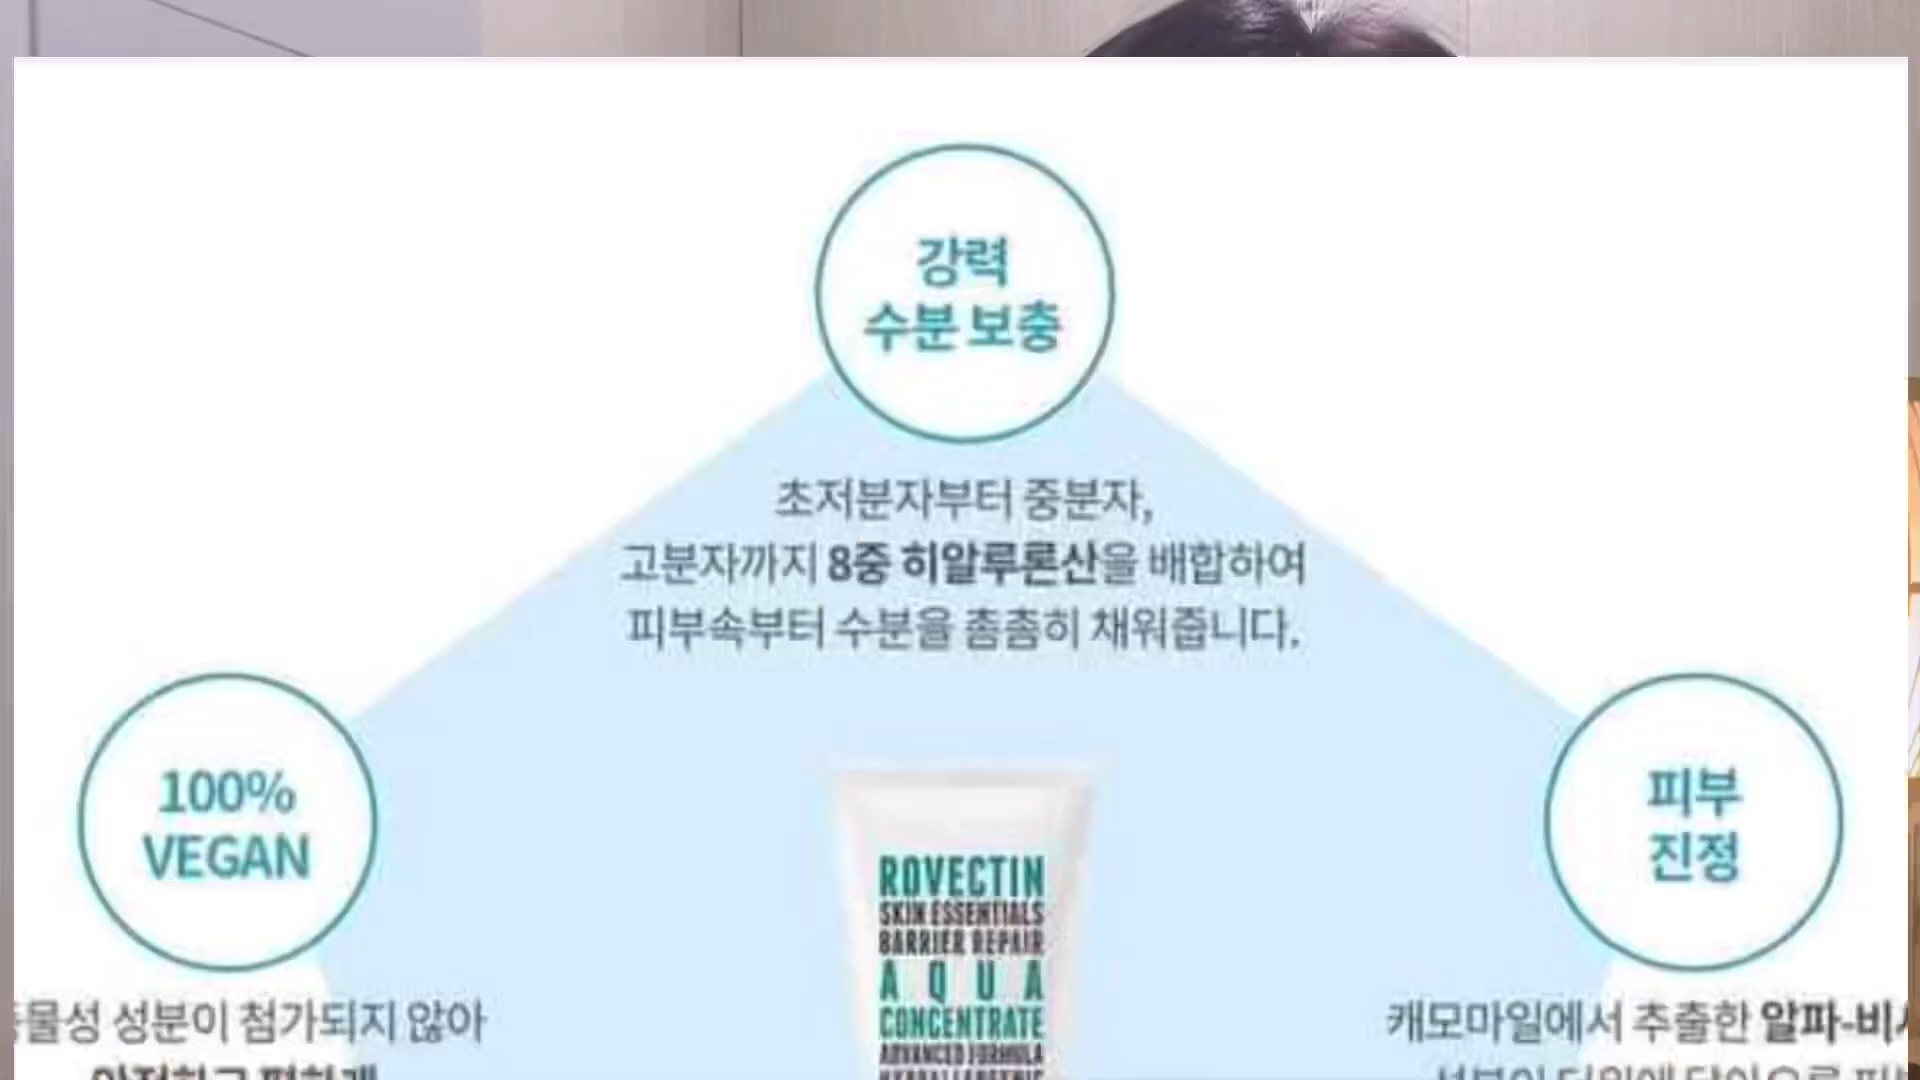 강력
수분 보충
초저분자부터 중분자,
고분자까지 8중 히알루론산을 배합하여
피부속부터 수분을 촘촘히 채워줍니다.
100%
VEGAN
피부
진정
ROVECTIN
SKIN ESSENTIALS
BARRIER REPAIR
AQUA
CONCENTRATE
ADVANCED FORMULA
동물성 성분이 첨가되지 않아
캐모마일에서 추출한 알파-비